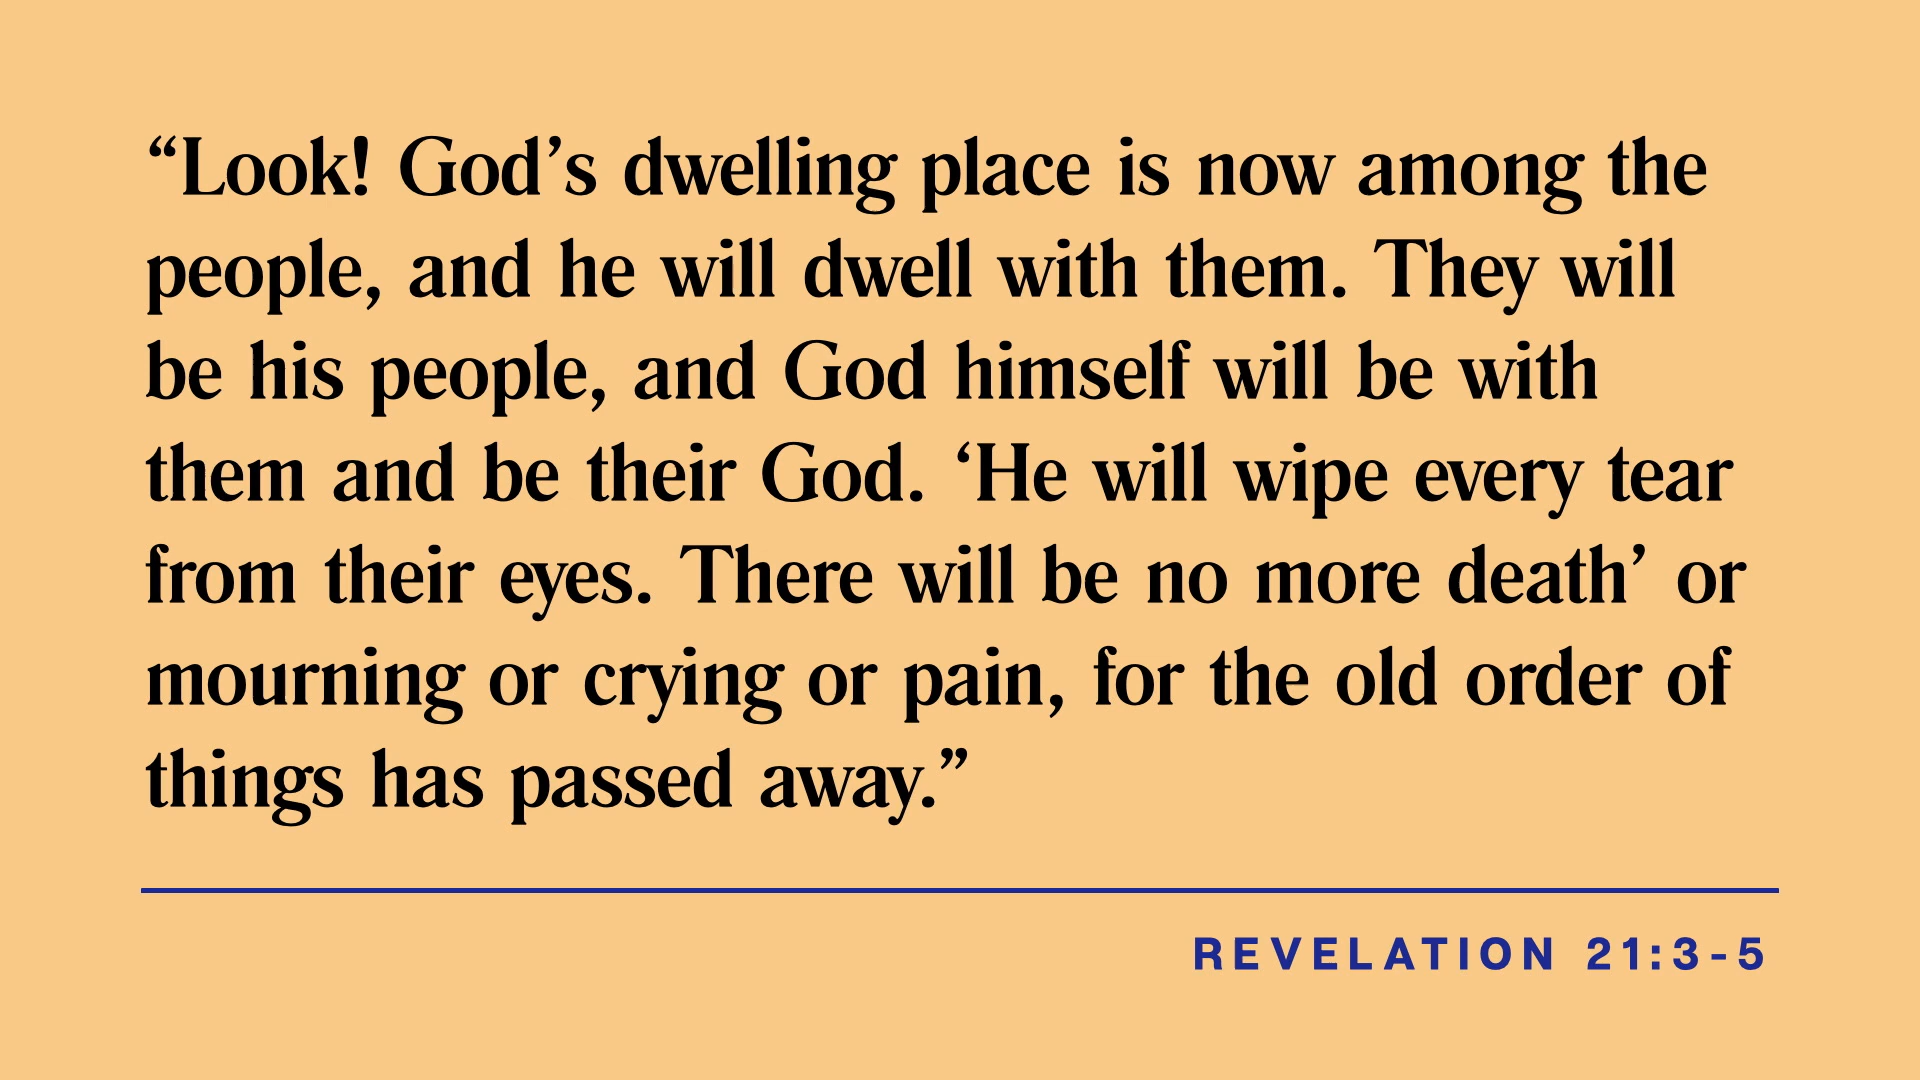 “Look! God’s dwelling place is now among the
people, and he will dwell with them. They will
be his people, and God himself will be with
them and be their God. ‘He will wipe every tear
from their eyes. There will be no more death’ or
mourning or crying or pain, for the old order of
things has passed away.”
REVELATION 21:3-5